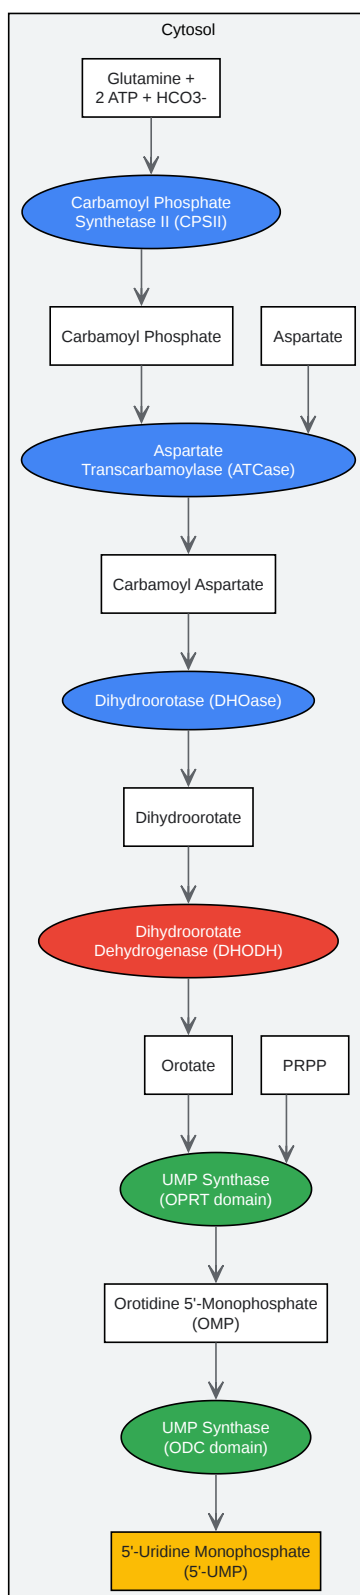 Cytosol
Glutamine +
2 ATP + HCO3-
Carbamoyl Phosphate
Synthetase II (CPSII)
Carbamoyl Phosphate
Aspartate
Aspartate
Transcarbamoylase (ATCase)
Carbamoyl Aspartate
Dihydroorotase (DHOase)
Dihydroorotate
Dihydroorotate
Dehydrogenase (DHODH)
Orotate
PRPP
UMP Synthase
(OPRT domain)
Orotidine 5'-Monophosphate
(OMP)
UMP Synthase
(ODC domain)
5'-Uridine Monophosphate
(5'-UMP)